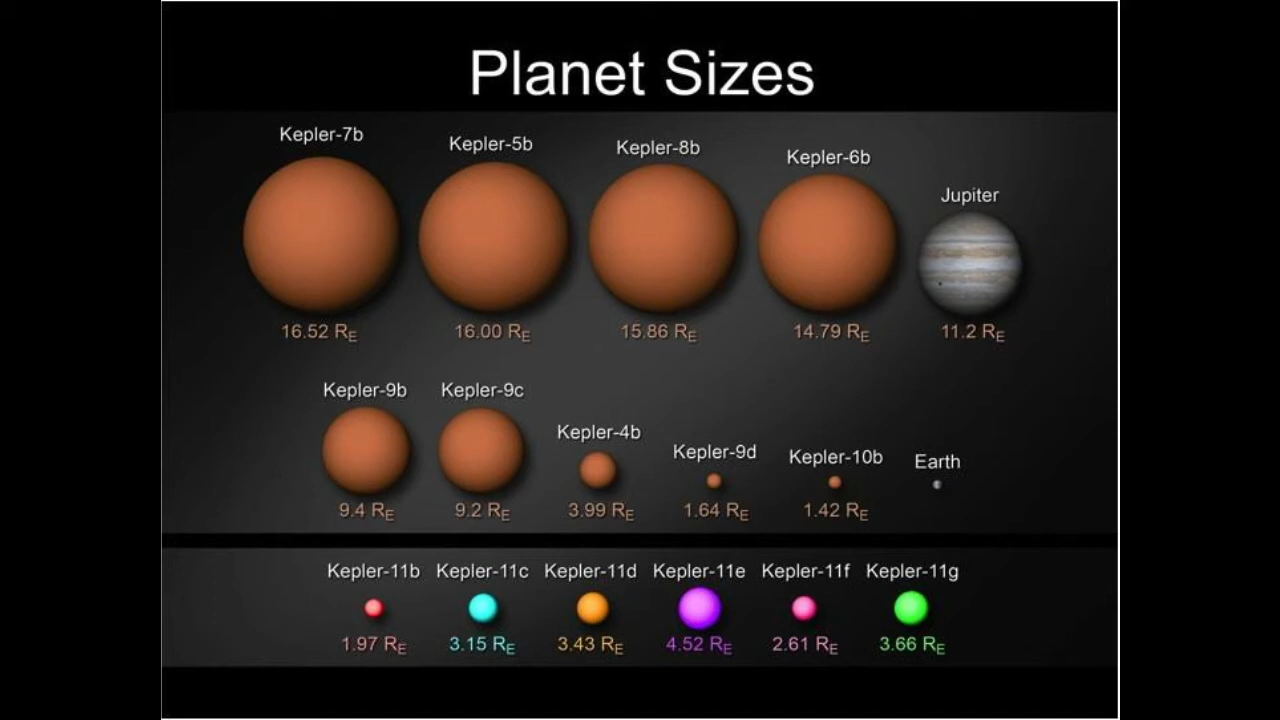 Planet Sizes
Kepler-7b Kepler-5b Kepler-8b Kepler-6b Jupiter
16.52 RE 16.00 RE 15.86 RE 14.79 RE 11.2 RE
Kepler-9b Kepler-9c Kepler-4b Kepler-9d Kepler-10b Earth
9.4 RE 9.2 RE 3.99 RE 1.64 RE 1.42 RE
Kepler-11b Kepler-11c Kepler-11d Kepler-11e Kepler-11f Kepler-11g
1.97 RE 3.15 RE 3.43 RE 4.52 RE 2.61 RE 3.66 RE